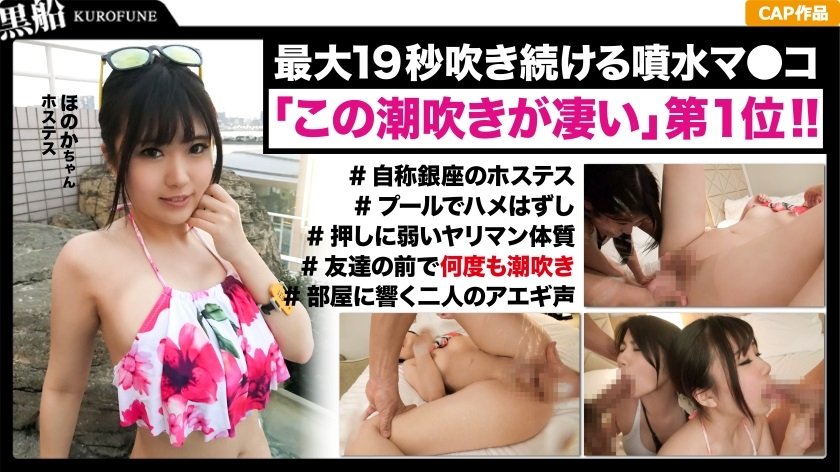 黒船 KUROFUNE
CAP作品
最大19秒吹き続ける噴水マ●コ
「この潮吹きが凄い」第1位!!
ほのかちゃん
ホステス
# 自称銀座のホステス
# プールでハメはずし
# 押しに弱いヤリマン体質
# 友達の前で何度も潮吹き
# 部屋に響く二人のアエギ声